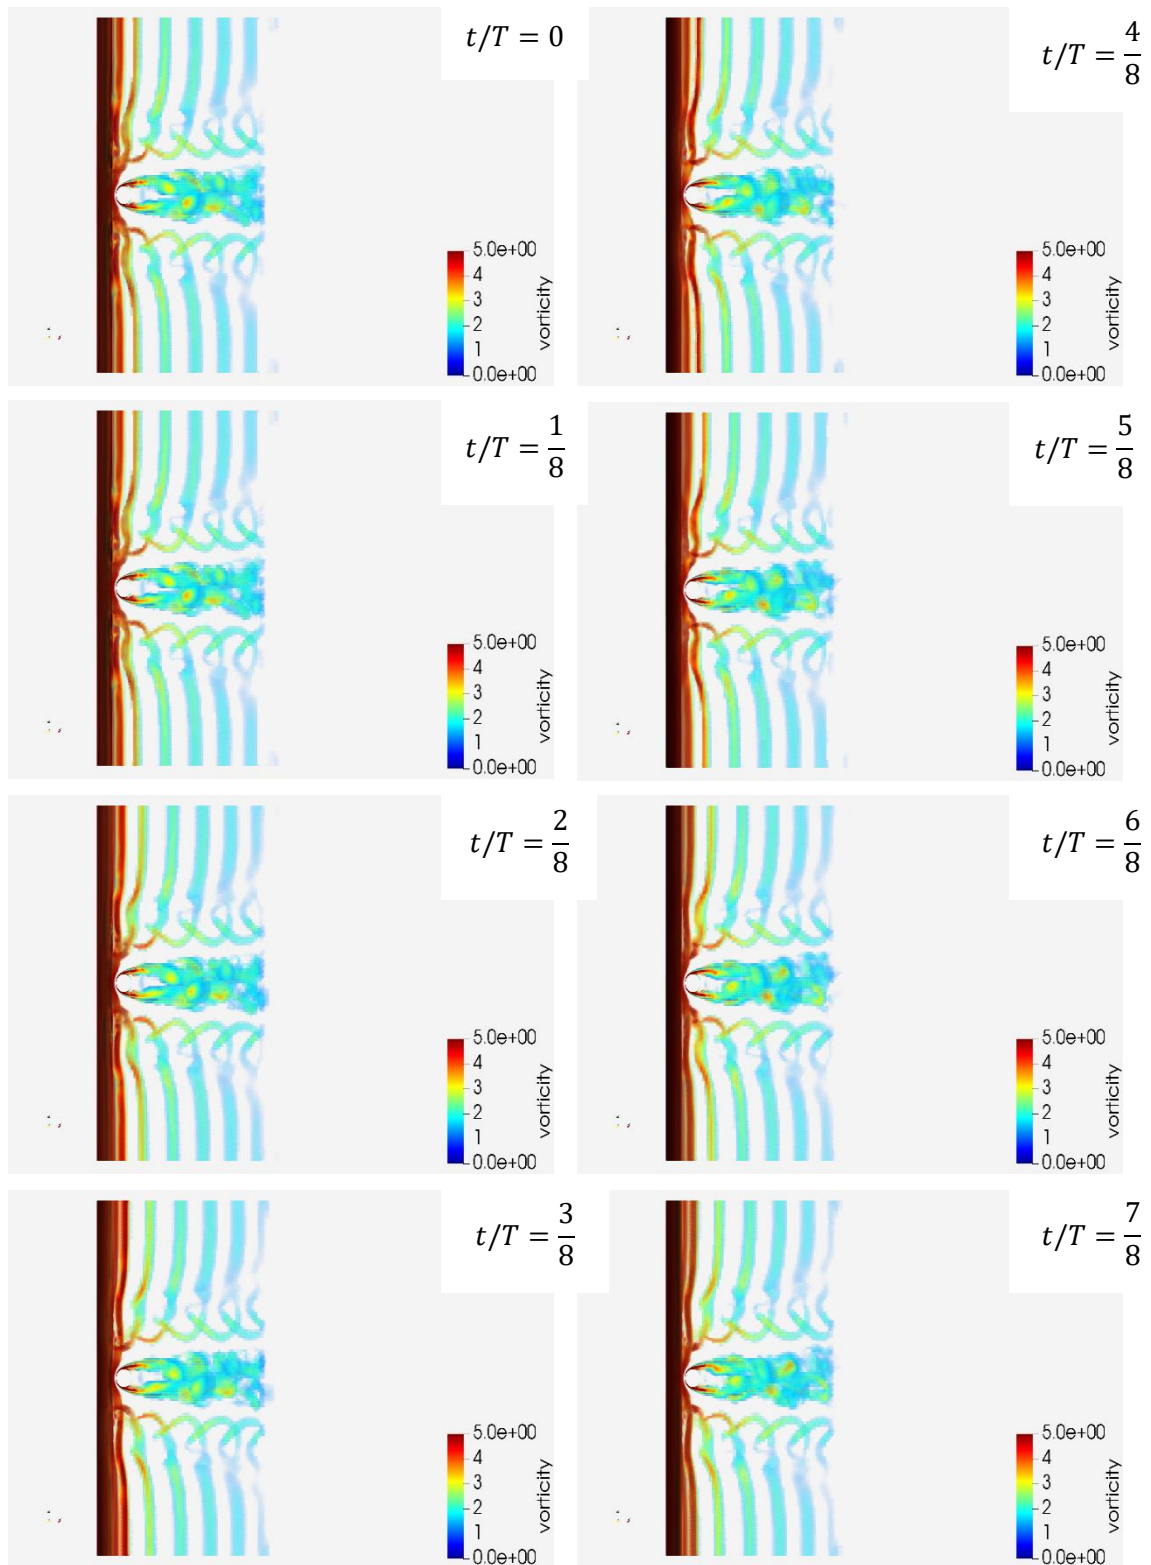 t/T = 0
5.0e+00
4
3
2
1
0.0e+00
vorticity
t/T = 4/8
5.0e+00
4
3
2
1
0.0e+00
vorticity
t/T = 1/8
5.0e+00
4
3
2
1
0.0e+00
vorticity
t/T = 5/8
5.0e+00
4
3
2
1
0.0e+00
vorticity
t/T = 2/8
5.0e+00
4
3
2
1
0.0e+00
vorticity
t/T = 6/8
5.0e+00
4
3
2
1
0.0e+00
vorticity
t/T = 3/8
5.0e+00
4
3
2
1
0.0e+00
vorticity
t/T = 7/8
5.0e+00
4
3
2
1
0.0e+00
vorticity